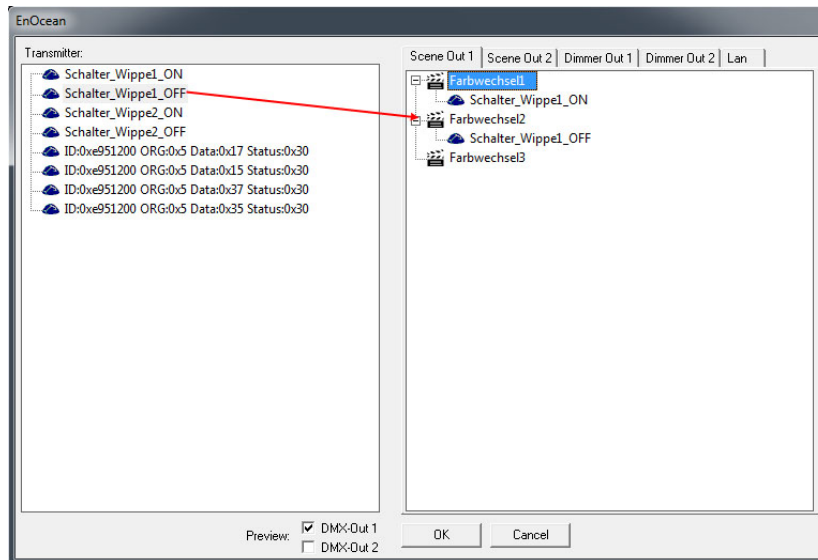 EnOcean
Transmitter:
Schalter_Wippe1_ON
Schalter_Wippe1_OFF
Schalter_Wippe2_ON
Schalter_Wippe2_OFF
ID:0xe951200 ORG:0x5 Data:0x17 Status:0x30
ID:0xe951200 ORG:0x5 Data:0x15 Status:0x30
ID:0xe951200 ORG:0x5 Data:0x37 Status:0x30
ID:0xe951200 ORG:0x5 Data:0x35 Status:0x30
Scene Out 1 Scene Out 2 Dimmer Out 1 Dimmer Out 2 Lan
Farbwechsel1
Schalter_Wippe1_ON
Farbwechsel2
Schalter_Wippe1_OFF
Farbwechsel3
Preview:
DMX-Out 1
DMX-Out 2
OK
Cancel